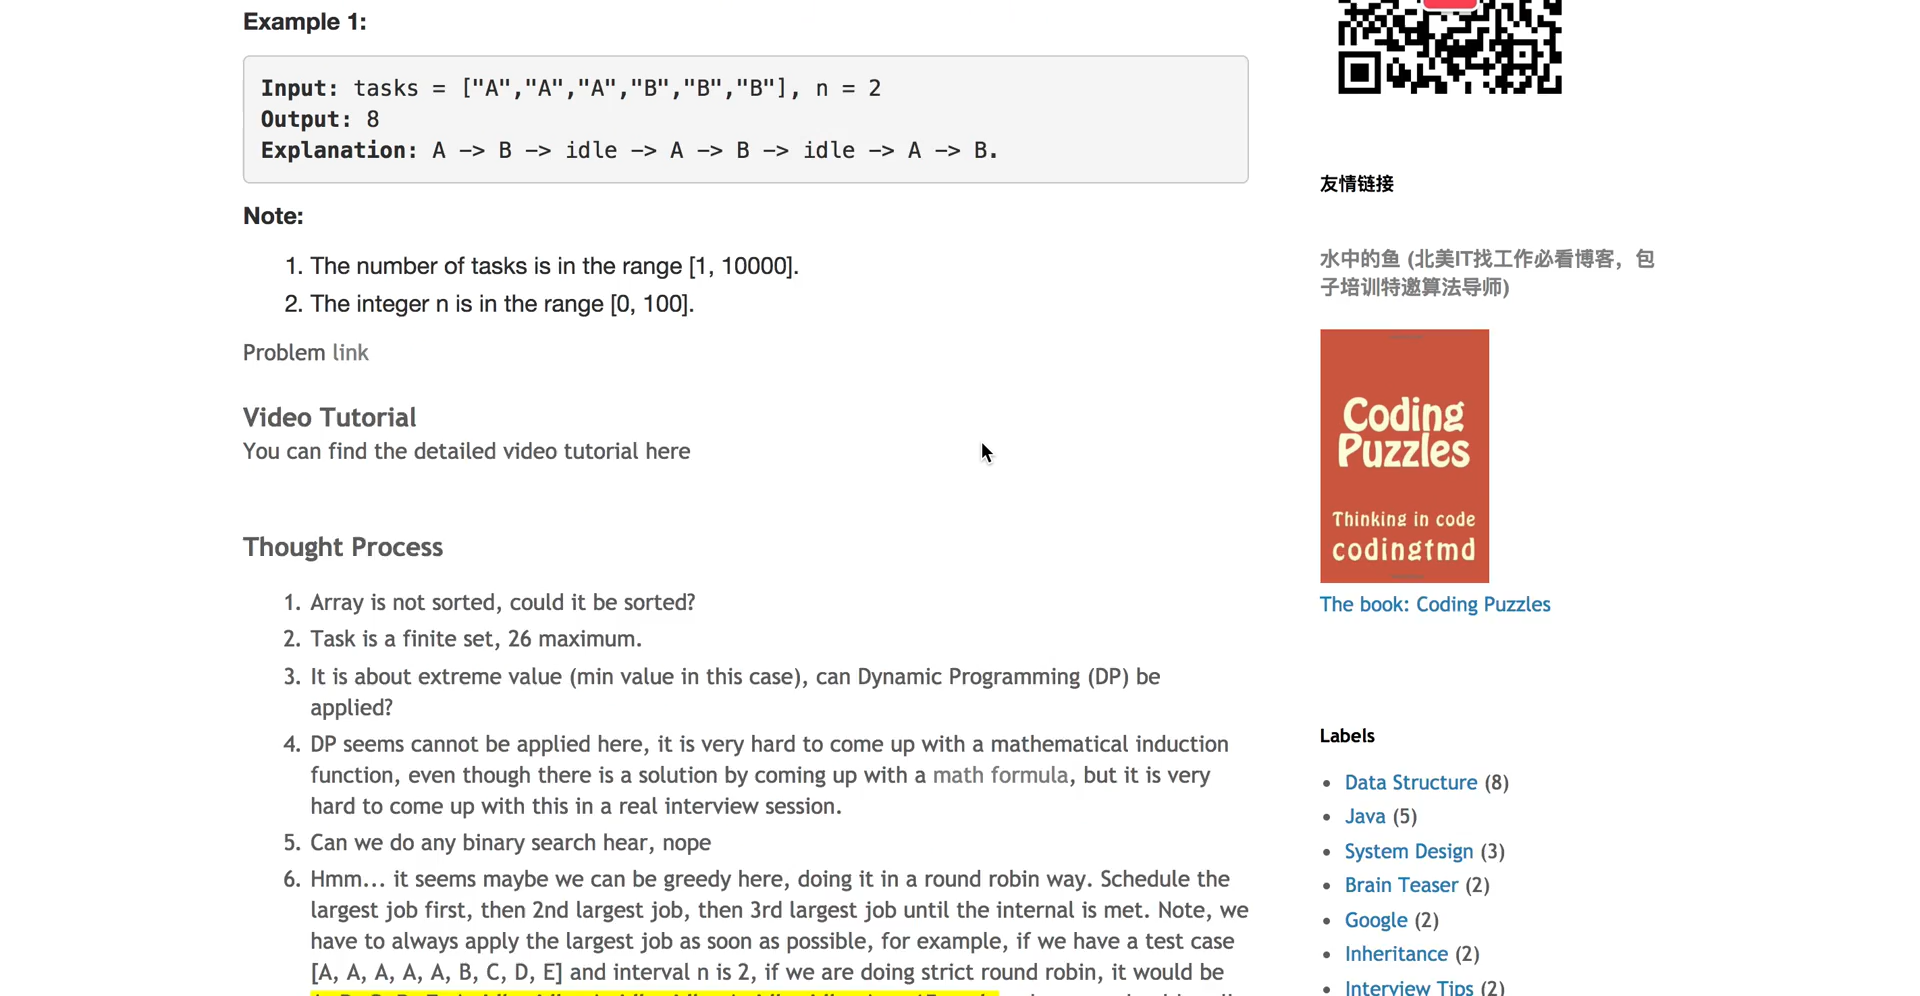 Example 1:
Input: tasks = ["A","A","A","B","B","B"], n = 2
Output: 8
Explanation: A -> B -> idle -> A -> B -> idle -> A -> B.
Note:
1. The number of tasks is in the range [1, 10000].
2. The integer n is in the range [0, 100].
Problem link
Video Tutorial
You can find the detailed video tutorial here
Thought Process
1. Array is not sorted, could it be sorted?
2. Task is a finite set, 26 maximum.
3. It is about extreme value (min value in this case), can Dynamic Programming (DP) be
applied?
4. DP seems cannot be applied here, it is very hard to come up with a mathematical induction
function, even though there is a solution by coming up with a math formula, but it is very
hard to come up with this in a real interview session.
5. Can we do any binary search hear, nope
6. Hmm... it seems maybe we can be greedy here, doing it in a round robin way. Schedule the
largest job first, then 2nd largest job, then 3rd largest job until the internal is met. Note, we
have to always apply the largest job as soon as possible, for example, if we have a test case
[A, A, A, A, A, B, C, D, E] and interval n is 2, if we are doing strict round robin, it would be
友情链接
水中的鱼 (北美IT找工作必看博客，包
子培训特邀算法导师)
Coding
Puzzles
Thinking in code
codingtmd
The book: Coding Puzzles
Labels
• Data Structure (8)
• Java (5)
• System Design (3)
• Brain Teaser (2)
• Google (2)
• Inheritance (2)
• Interview Tips (2)